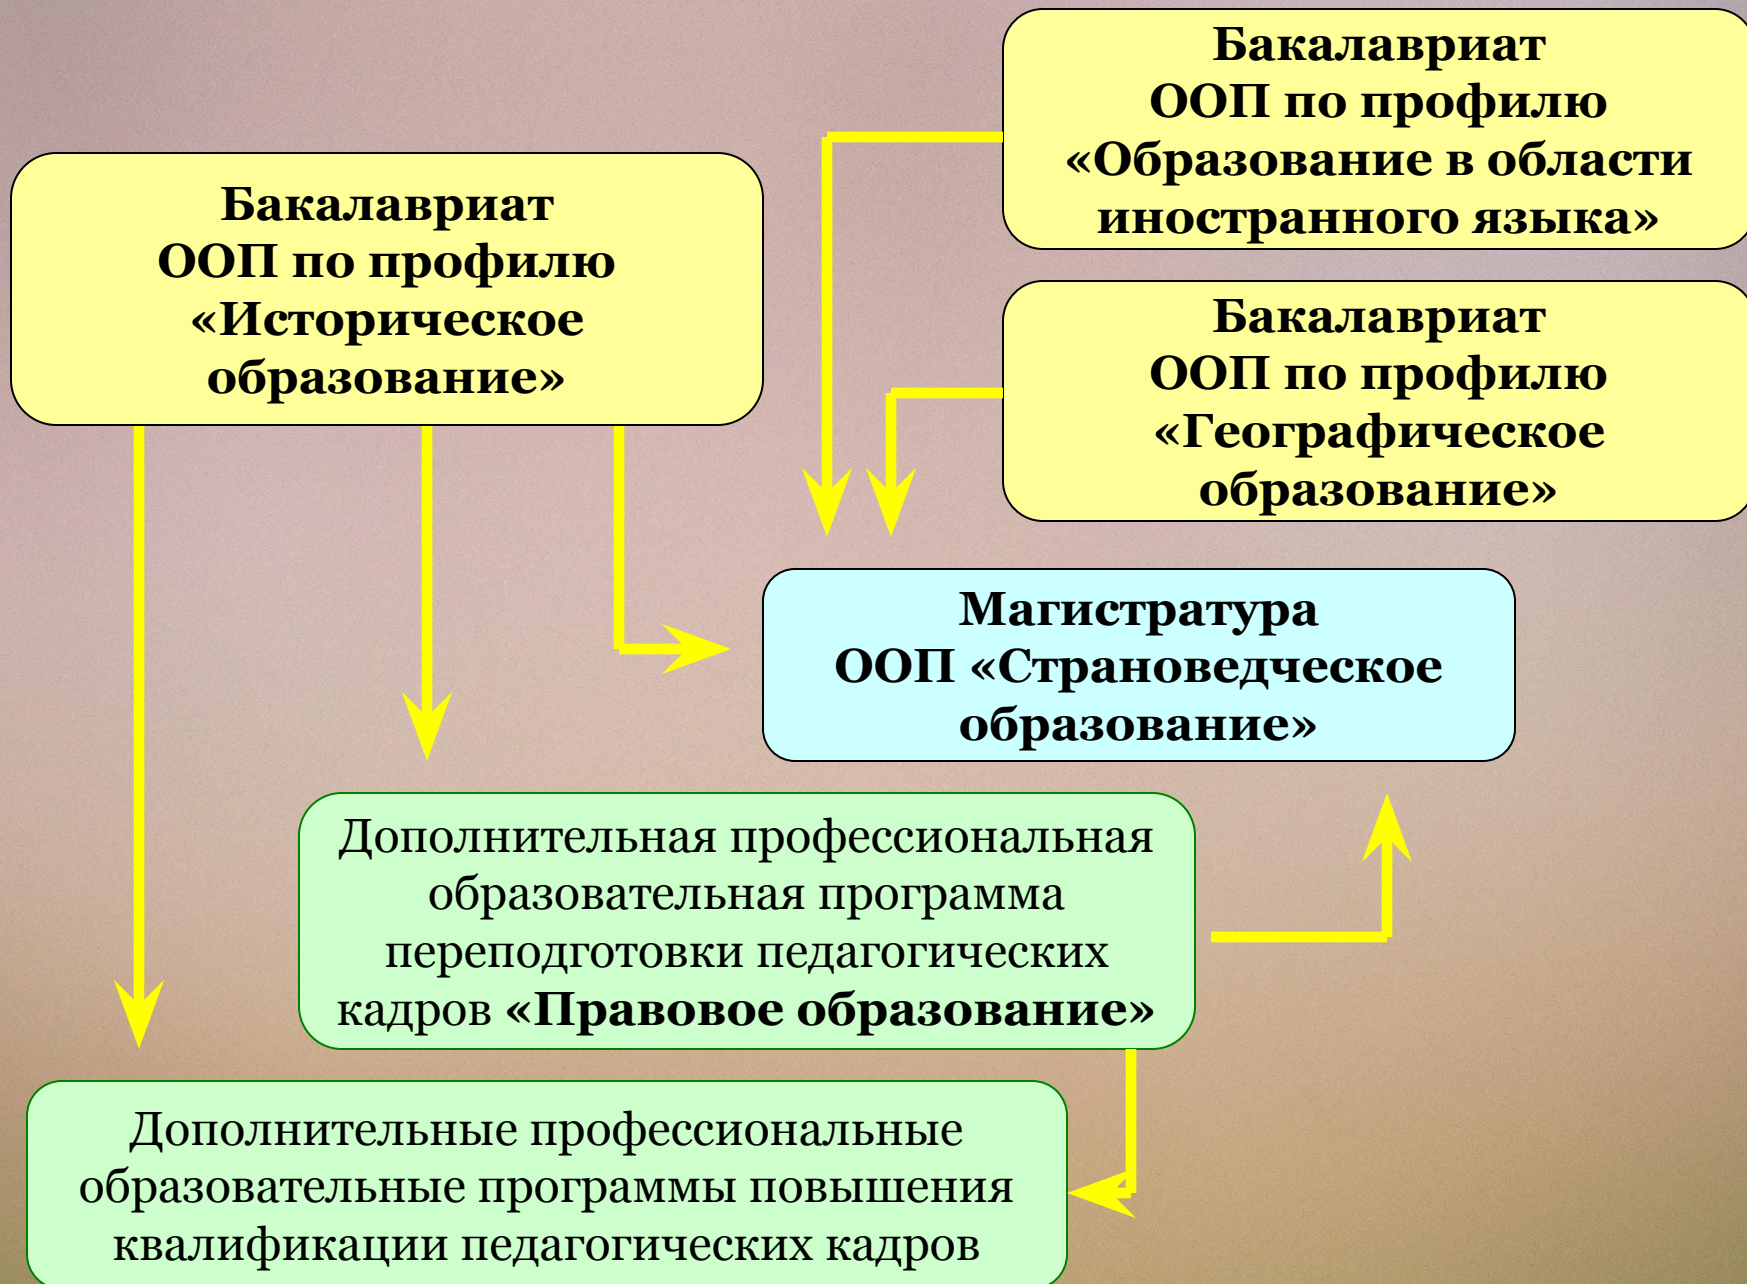 Бакалавриат
ООП по профилю
«Образование в области
иностранного языка»
Бакалавриат
ООП по профилю
«Историческое
образование»
Бакалавриат
ООП по профилю
«Географическое
образование»
Магистратура
ООП «Страноведческое
образование»
Дополнительная профессиональная
образовательная программа
переподготовки педагогических
кадров «Правовое образование»
Дополнительные профессиональные
образовательные программы повышения
квалификации педагогических кадров